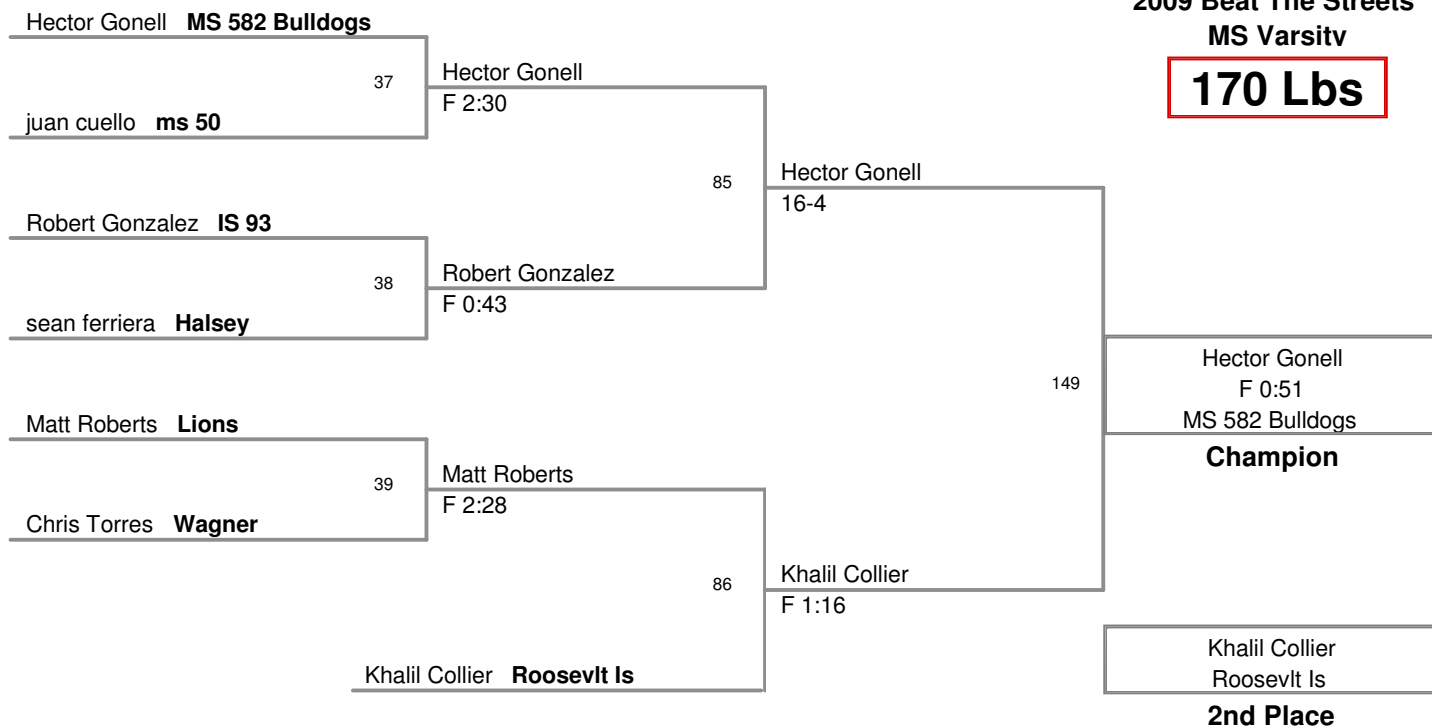 2009 Beat The Streets
MS Varsity
170 Lbs
Hector Gonell MS 582 Bulldogs
37
juan cuello ms 50
Hector Gonell
F 2:30
85
Robert Gonzalez IS 93
38
sean ferriera Halsey
Robert Gonzalez
F 0:43
Hector Gonell
16-4
Matt Roberts Lions
39
Chris Torres Wagner
Matt Roberts
F 2:28
86
Khalil Collier Roosevlt Is
Khalil Collier
F 1:16
149
Hector Gonell
F 0:51
MS 582 Bulldogs
Champion
Khalil Collier
Roosevlt Is
2nd Place